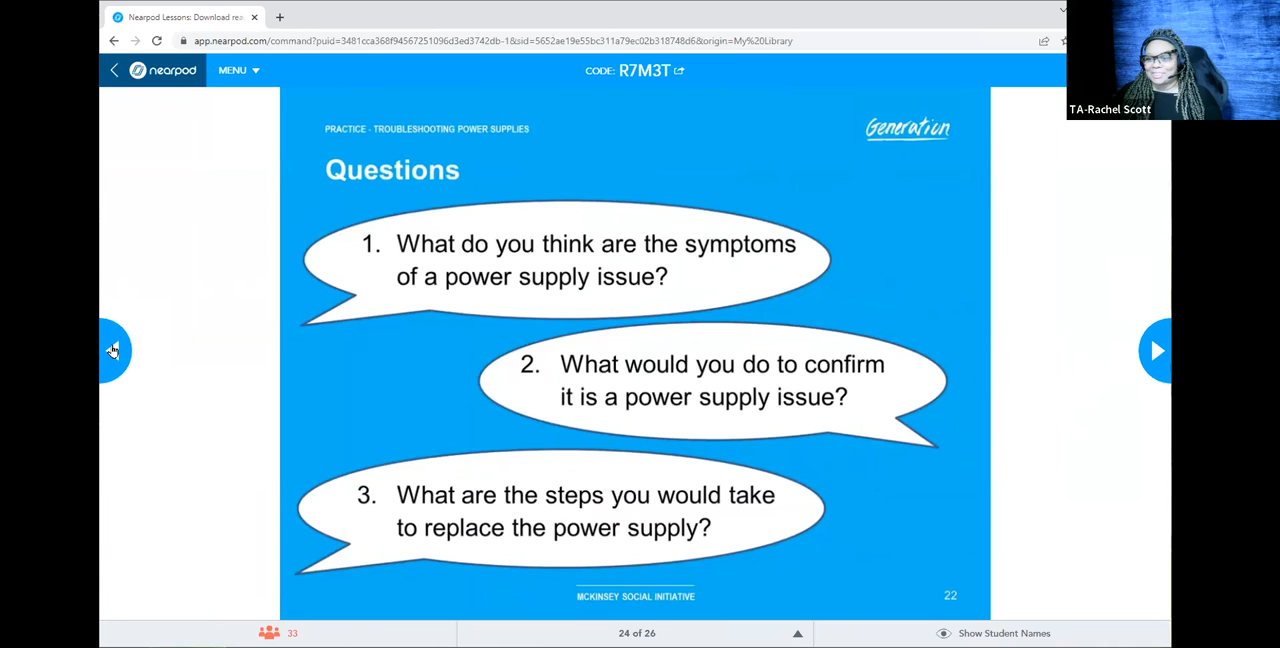 Nearpod Lessons: Download rea
app.nearpod.com/command?puid=3481cca368f94567251096d3ed3742db-1&sid=5652ae19e55bc311a79ec02b318748d6&origin=My%20Library
nearpod
MENU
CODE: R7M3T
TA-Rachel Scott
PRACTICE - TROUBLESHOOTING POWER SUPPLIES
Generation
Questions
1. What do you think are the symptoms
of a power supply issue?
2. What would you do to confirm
it is a power supply issue?
3. What are the steps you would take
to replace the power supply?
MCKINSEY SOCIAL INITIATIVE
22
33
24 of 26
Show Student Names